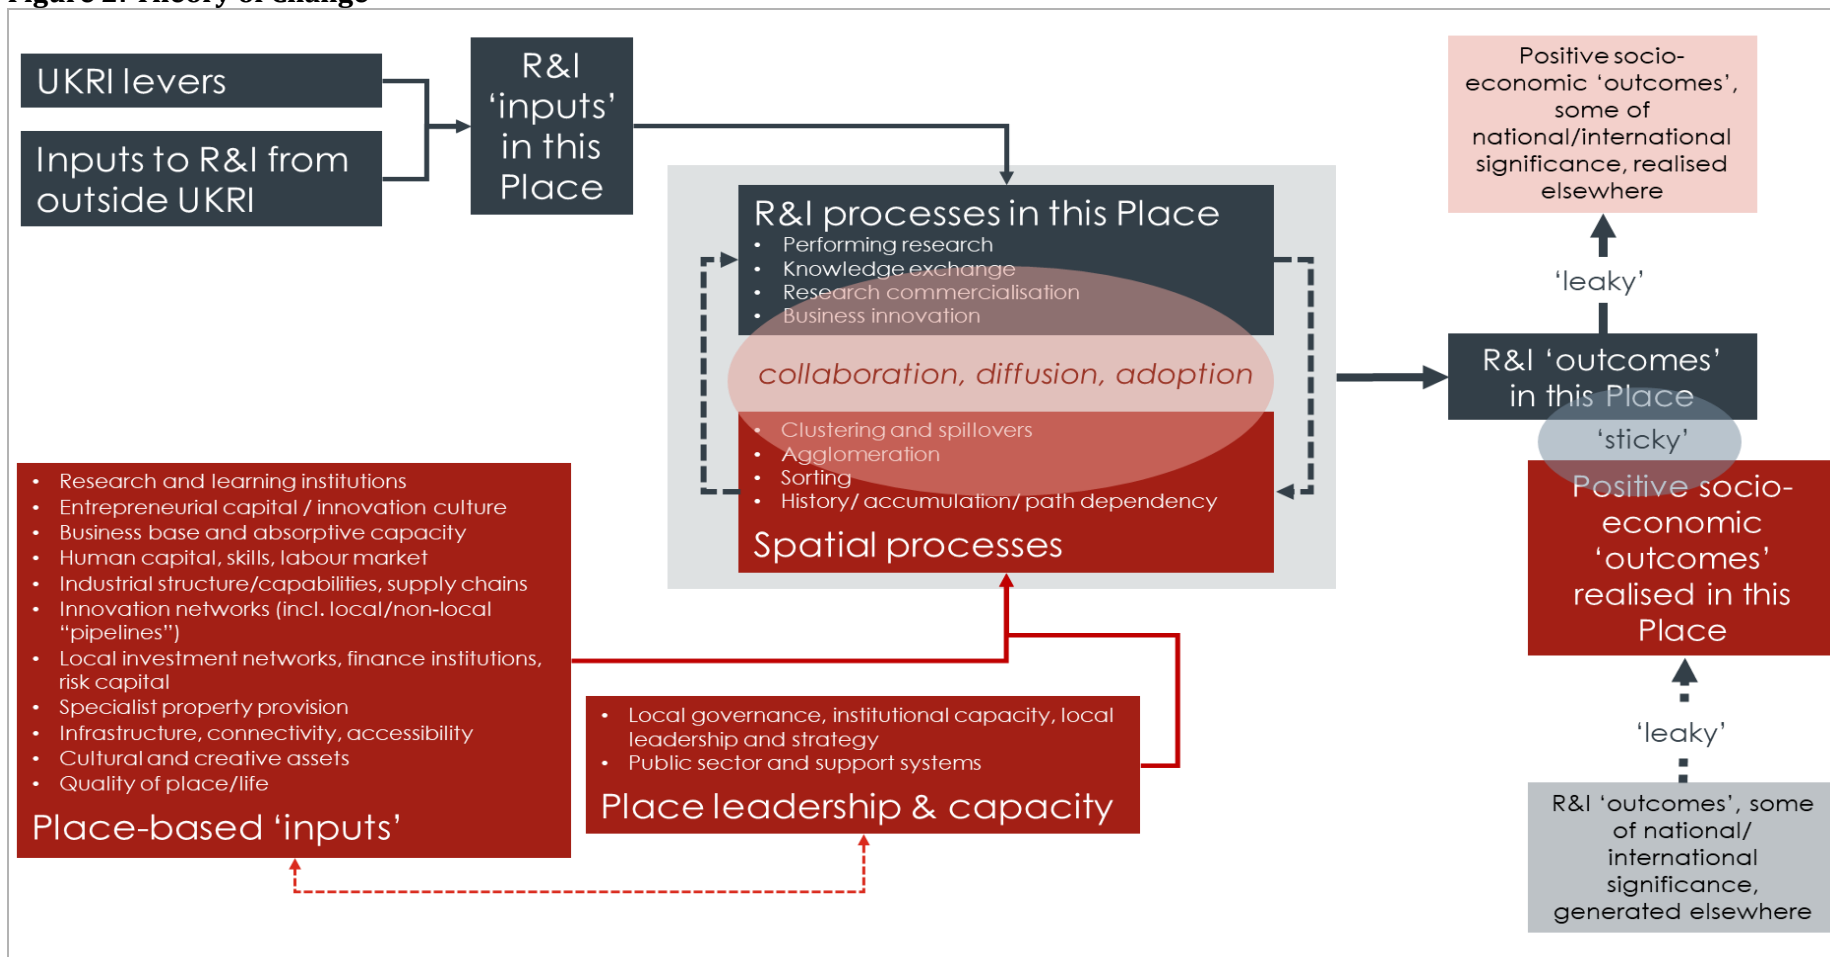 Figure 2: Theory of Change
UKRI levers
Inputs to R&I from
outside UKRI
R&I
‘inputs’
in this
Place
R&I processes in this Place
• Performing research
• Knowledge exchange
• Research commercialisation
• Business innovation
collaboration, diffusion, adoption
• Clustering and spillovers
• Agglomeration
• Sorting
• History/ accumulation/ path dependency
Spatial processes
• Research and learning institutions
• Entrepreneurial capital / innovation culture
• Business base and absorptive capacity
• Human capital, skills, labour market
• Industrial structure/capabilities, supply chains
• Innovation networks (incl. local/non-local
“pipelines”)
• Local investment networks, finance institutions,
risk capital
• Specialist property provision
• Infrastructure, connectivity, accessibility
• Cultural and creative assets
• Quality of place/life
Place-based ‘inputs’
• Local governance, institutional capacity, local
leadership and strategy
• Public sector and support systems
Place leadership & capacity
Positive socio-
economic ‘outcomes’,
some of
national/international
significance, realised
elsewhere
‘leaky’
R&I ‘outcomes’
in this Place
‘sticky’
Positive socio-
economic
‘outcomes’
realised in this
Place
‘leaky’
R&I ‘outcomes’, some
of national/
international
significance,
generated elsewhere